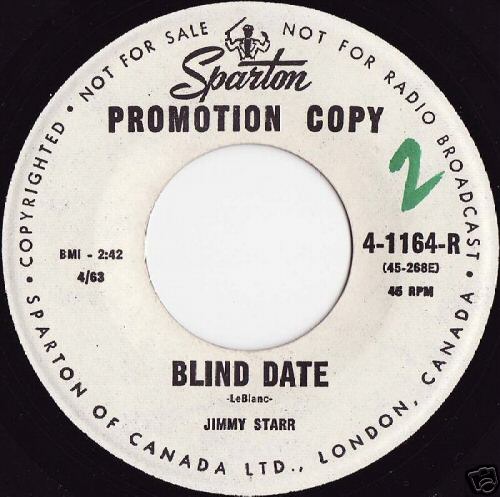 • COPYRIGHTED • NOT FOR SALE
NOT FOR RADIO BROADCAST •
Sparton
PROMOTION COPY
2
4-1164-R
(45-268E)
45 RPM
BMI - 2:42
4/63
BLIND DATE
-LeBlanc-
JIMMY STARR
SPARTON OF CANADA LTD., LONDON, CANADA